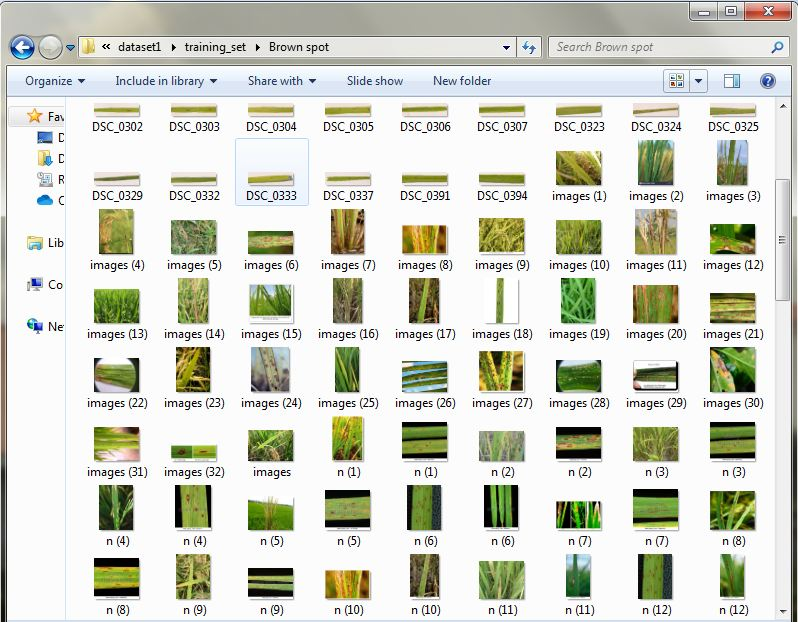 « dataset1 ▸ training_set ▸ Brown spot
Search Brown spot
Organize Include in library Share with Slide show New folder
Fav
D
D
R
C
Lib
Co
Ne
DSC_0302 DSC_0303 DSC_0304 DSC_0305 DSC_0306 DSC_0307 DSC_0323 DSC_0324 DSC_0325
DSC_0329 DSC_0332 DSC_0333 DSC_0337 DSC_0391 DSC_0394 images (1) images (2) images (3)
images (4) images (5) images (6) images (7) images (8) images (9) images (10) images (11) images (12)
images (13) images (14) images (15) images (16) images (17) images (18) images (19) images (20) images (21)
images (22) images (23) images (24) images (25) images (26) images (27) images (28) images (29) images (30)
images (31) images (32) images n (1) n (1) n (2) n (2) n (3) n (3)
n (4) n (4) n (5) n (5) n (6) n (6) n (7) n (7) n (8)
n (8) n (9) n (9) n (10) n (10) n (11) n (11) n (12) n (12)